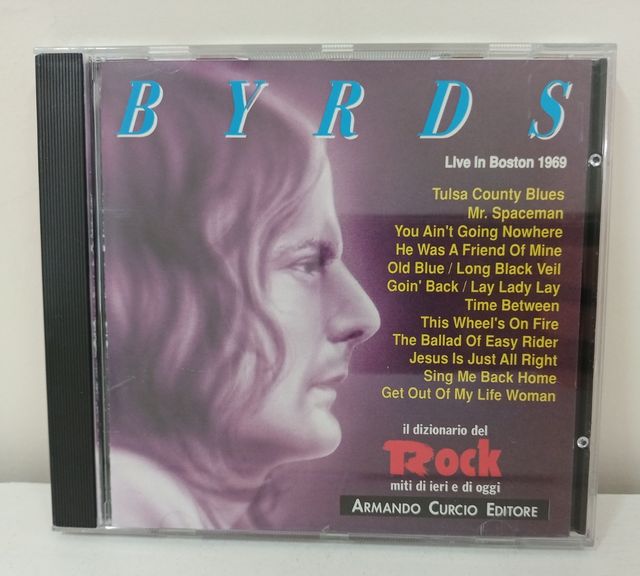 BYRDS
Live In Boston 1969
Tulsa County Blues
Mr. Spaceman
You Ain't Going Nowhere
He Was A Friend Of Mine
Old Blue / Long Black Veil
Goin' Back / Lay Lady Lay
Time Between
This Wheel's On Fire
The Ballad Of Easy Rider
Jesus Is Just All Right
Sing Me Back Home
Get Out Of My Life Woman
il dizionario del
Rock
miti di ieri e di oggi
ARMANDO CURCIO EDITORE